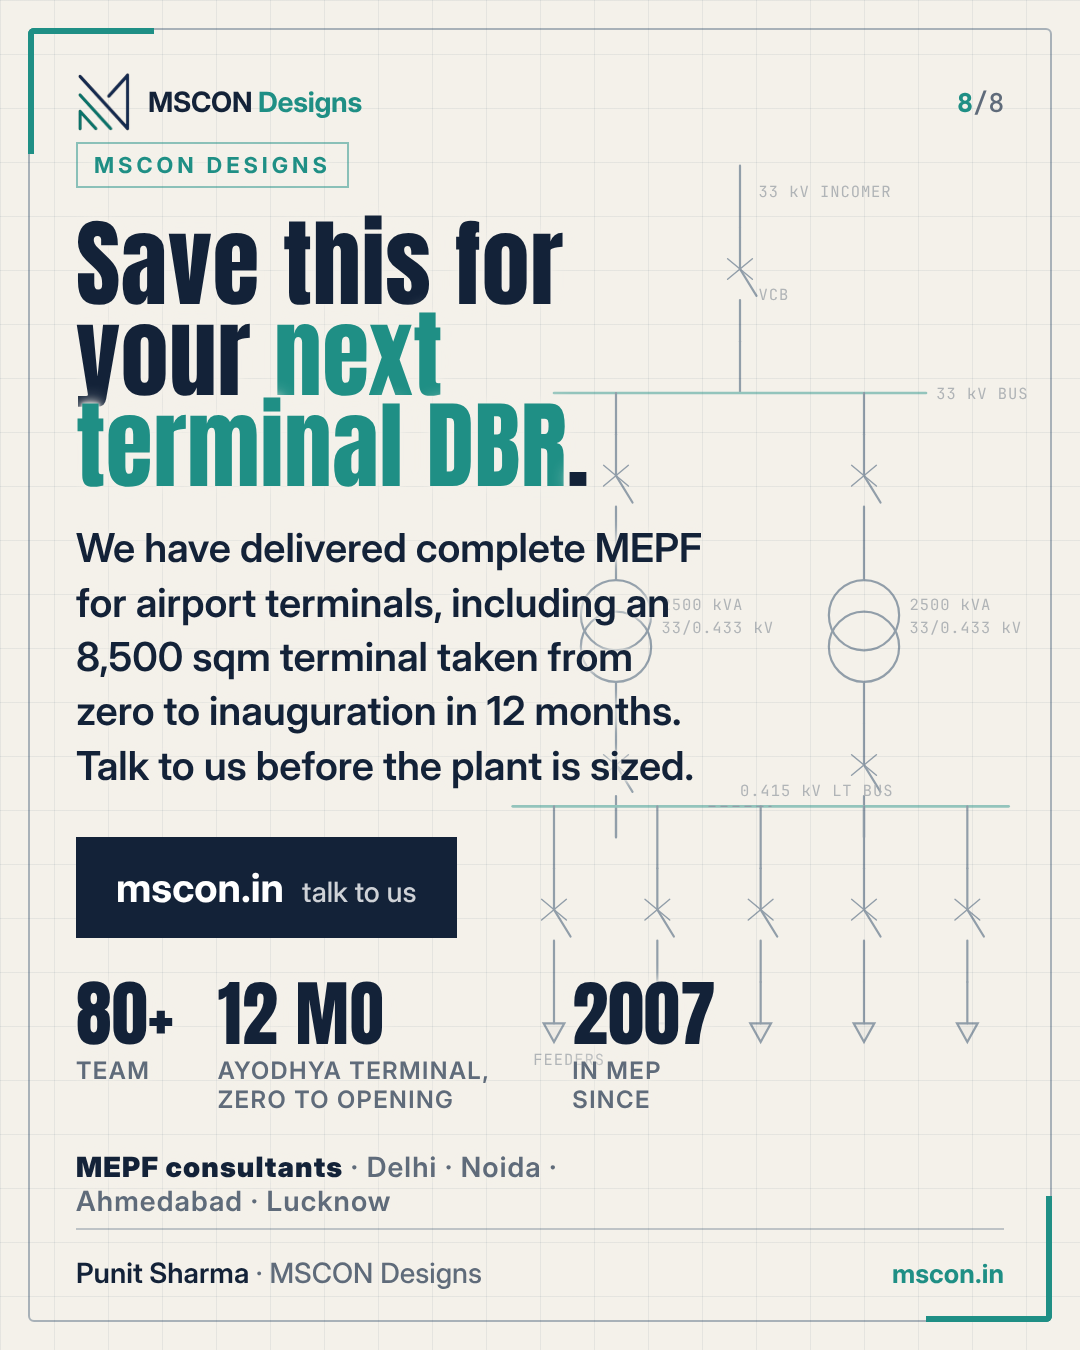 MSCON Designs
8/8
MSCON DESIGNS
Save this for
your next
terminal DBR.
We have delivered complete MEPF
for airport terminals, including an
8,500 sqm terminal taken from
zero to inauguration in 12 months.
Talk to us before the plant is sized.
mscon.in talk to us
80+
TEAM
12 MO
AYODHYA TERMINAL,
ZERO TO OPENING
2007
IN MEP
SINCE
MEPF consultants · Delhi · Noida ·
Ahmedabad · Lucknow
Punit Sharma · MSCON Designs
mscon.in
33 kV INCOMER
VCB
33 kV BUS
2500 kVA
33/0.433 kV
2500 kVA
33/0.433 kV
0.415 kV LT BUS
FEEDERS